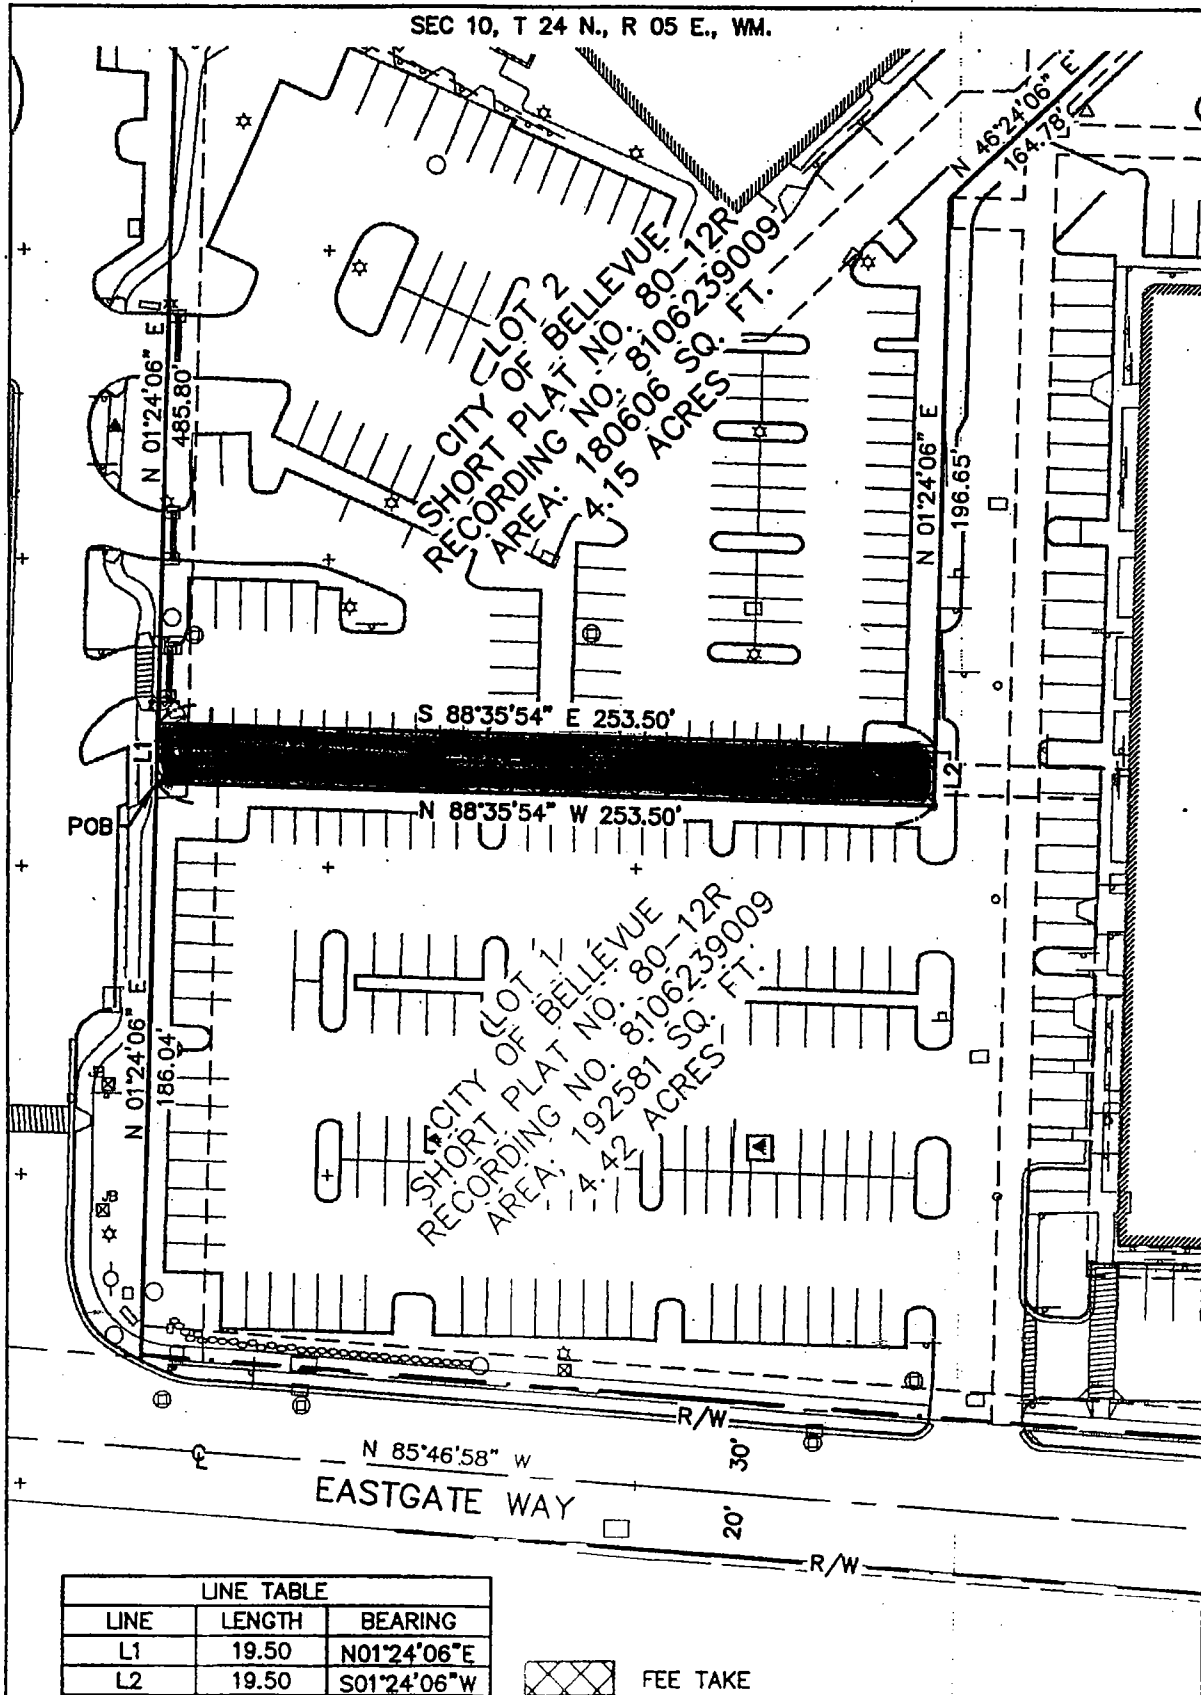 SEC 10, T 24 N., R 05 E., WM.
N 46°24'06" E
164.78'
LOT 2
CITY OF BELLEVUE
SHORT PLAT NO. 80-12R
RECORDING NO. 8106239009
AREA: 180606 SQ. FT.
4.15 ACRES
N 01°24'06" E
485.80'
N 01°24'06" E
196.65'
S 88°35'54" E 253.50'
L1
L2
N 88°35'54" W 253.50'
POB
LOT 1
CITY OF BELLEVUE
SHORT PLAT NO. 80-12R
RECORDING NO. 8106239009
AREA; 192581 SQ. FT.
4.42 ACRES
N 01°24'06" E
186.04'
JB
JB
R/W
N 85°46'58" W
30'
EASTGATE WAY
20'
R/W
LINE TABLE
LINE LENGTH BEARING
L1 19.50 N01°24'06"E
L2 19.50 S01°24'06"W
FEE TAKE